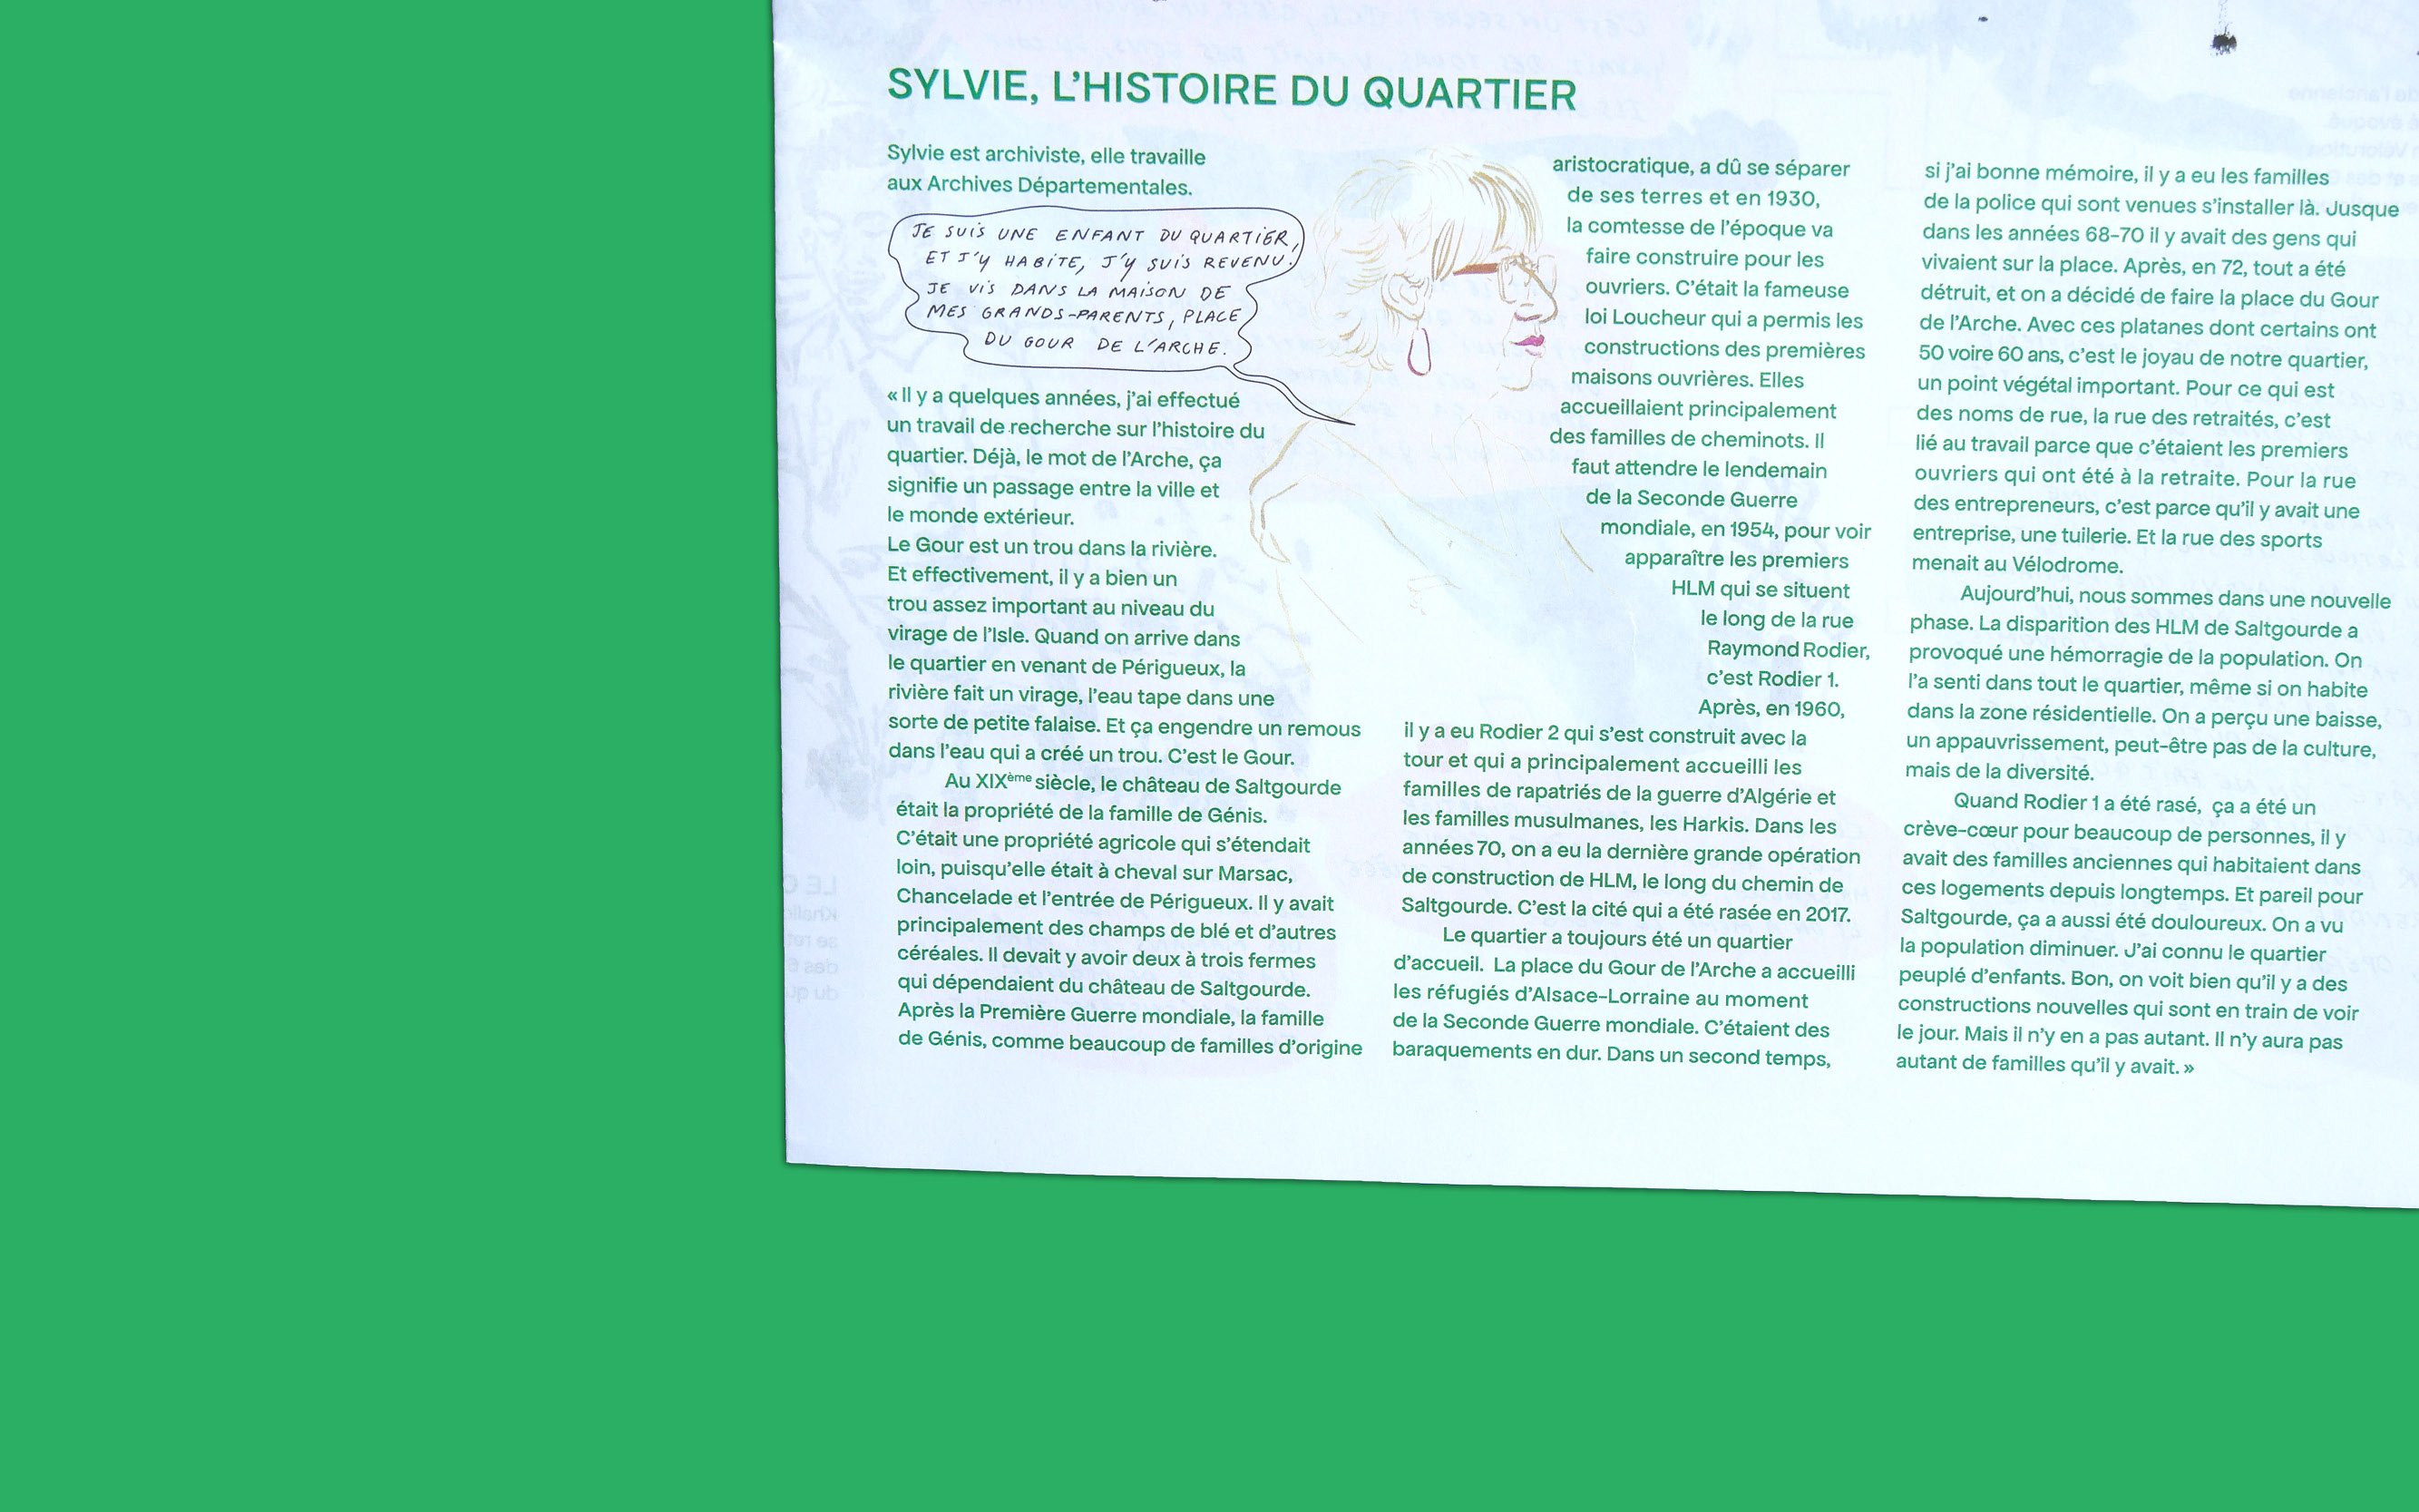 SYLVIE, L'HISTOIRE DU QUARTIER
Sylvie est archiviste, elle travaille
aux Archives Départementales.
JE SUIS UNE ENFANT DU QUARTIER,
ET J'Y HABITE, J'Y SUIS REVENU.
JE VIS DANS LA MAISON DE
MES GRANDS-PARENTS, PLACE
DU GOUR DE L'ARCHE.
« Il y a quelques années, j'ai effectué
un travail de recherche sur l'histoire du
quartier. Déjà, le mot de l'Arche, ça
signifie un passage entre la ville et
le monde extérieur.
Le Gour est un trou dans la rivière.
Et effectivement, il y a bien un
trou assez important au niveau du
virage de l'Isle. Quand on arrive dans
le quartier en venant de Périgueux, la
rivière fait un virage, l'eau tape dans une
sorte de petite falaise. Et ça engendre un remous
dans l'eau qui a créé un trou. C'est le Gour.
Au XIXème siècle, le château de Saltgourde
était la propriété de la famille de Génis.
C'était une propriété agricole qui s'étendait
loin, puisqu'elle était à cheval sur Marsac,
Chancelade et l'entrée de Périgueux. Il y avait
principalement des champs de blé et d'autres
céréales. Il devait y avoir deux à trois fermes
qui dépendaient du château de Saltgourde.
Après la Première Guerre mondiale, la famille
de Génis, comme beaucoup de familles d'origine
aristocratique, a dû se séparer
de ses terres et en 1930,
la comtesse de l'époque va
faire construire pour les
ouvriers. C'était la fameuse
loi Loucheur qui a permis les
constructions des premières
maisons ouvrières. Elles
accueillaient principalement
des familles de cheminots. Il
faut attendre le lendemain
de la Seconde Guerre
mondiale, en 1954, pour voir
apparaître les premiers
HLM qui se situent
le long de la rue
Raymond Rodier,
c'est Rodier 1.
Après, en 1960,
il y a eu Rodier 2 qui s'est construit avec la
tour et qui a principalement accueilli les
familles de rapatriés de la guerre d'Algérie et
les familles musulmanes, les Harkis. Dans les
années 70, on a eu la dernière grande opération
de construction de HLM, le long du chemin de
Saltgourde. C'est la cité qui a été rasée en 2017.
Le quartier a toujours été un quartier
d'accueil. La place du Gour de l'Arche a accueilli
les réfugiés d'Alsace-Lorraine au moment
de la Seconde Guerre mondiale. C'étaient des
baraquements en dur. Dans un second temps,
si j'ai bonne mémoire, il y a eu les familles
de la police qui sont venues s'installer là. Jusque
dans les années 68-70 il y avait des gens qui
vivaient sur la place. Après, en 72, tout a été
détruit, et on a décidé de faire la place du Gour
de l'Arche. Avec ces platanes dont certains ont
50 voire 60 ans, c'est le joyau de notre quartier,
un point végétal important. Pour ce qui est
des noms de rue, la rue des retraités, c'est
lié au travail parce que c'étaient les premiers
ouvriers qui ont été à la retraite. Pour la rue
des entrepreneurs, c'est parce qu'il y avait une
entreprise, une tuilerie. Et la rue des sports
menait au Vélodrome.
Aujourd'hui, nous sommes dans une nouvelle
phase. La disparition des HLM de Saltgourde a
provoqué une hémorragie de la population. On
l'a senti dans tout le quartier, même si on habite
dans la zone résidentielle. On a perçu une baisse,
un appauvrissement, peut-être pas de la culture,
mais de la diversité.
Quand Rodier 1 a été rasé, ça a été un
crève-cœur pour beaucoup de personnes, il y
avait des familles anciennes qui habitaient dans
ces logements depuis longtemps. Et pareil pour
Saltgourde, ça a aussi été douloureux. On a vu
la population diminuer. J'ai connu le quartier
peuplé d'enfants. Bon, on voit bien qu'il y a des
constructions nouvelles qui sont en train de voir
le jour. Mais il n'y en a pas autant. Il n'y aura pas
autant de familles qu'il y avait. »